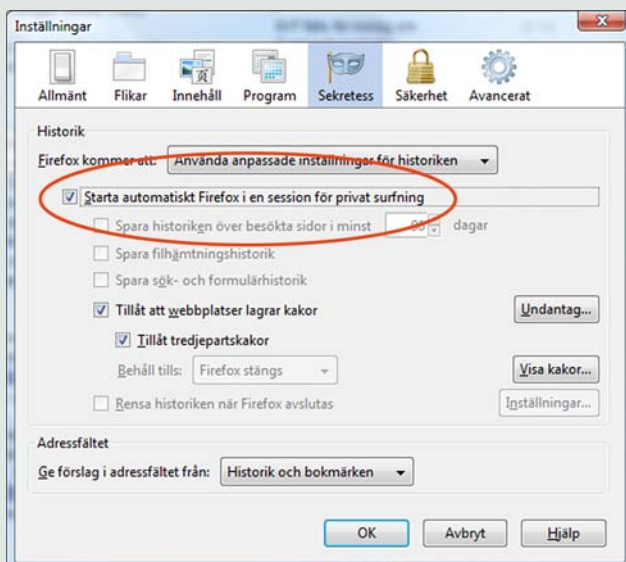 Inställningar
Allmänt Flikar Innehåll Program Sekretess Säkerhet Avancerat
Historik
Firefox kommer att: Använda anpassade inställningar för historiken
Starta automatiskt Firefox i en session för privat surfning
Spara historiken över besökta sidor i minst 90 dagar
Spara filhämtningshistorik
Spara sök- och formulärhistorik
Tillåt att webbplatser lagrar kakor Undantag...
Tillåt tredjepartskakor
Behåll tills: Firefox stängs Visa kakor...
Rensa historiken när Firefox avslutas Inställningar...
Adressfältet
Ge förslag i adressfältet från: Historik och bokmärken
OK Avbryt Hjälp